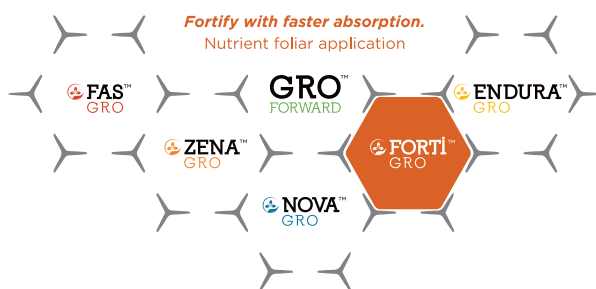 Fortify with faster absorption.
Nutrient foliar application
FAS™
GRO
GRO™
FORWARD
ENDURA™
GRO
ZENA™
GRO
FORTi™
GRO
NOVA™
GRO